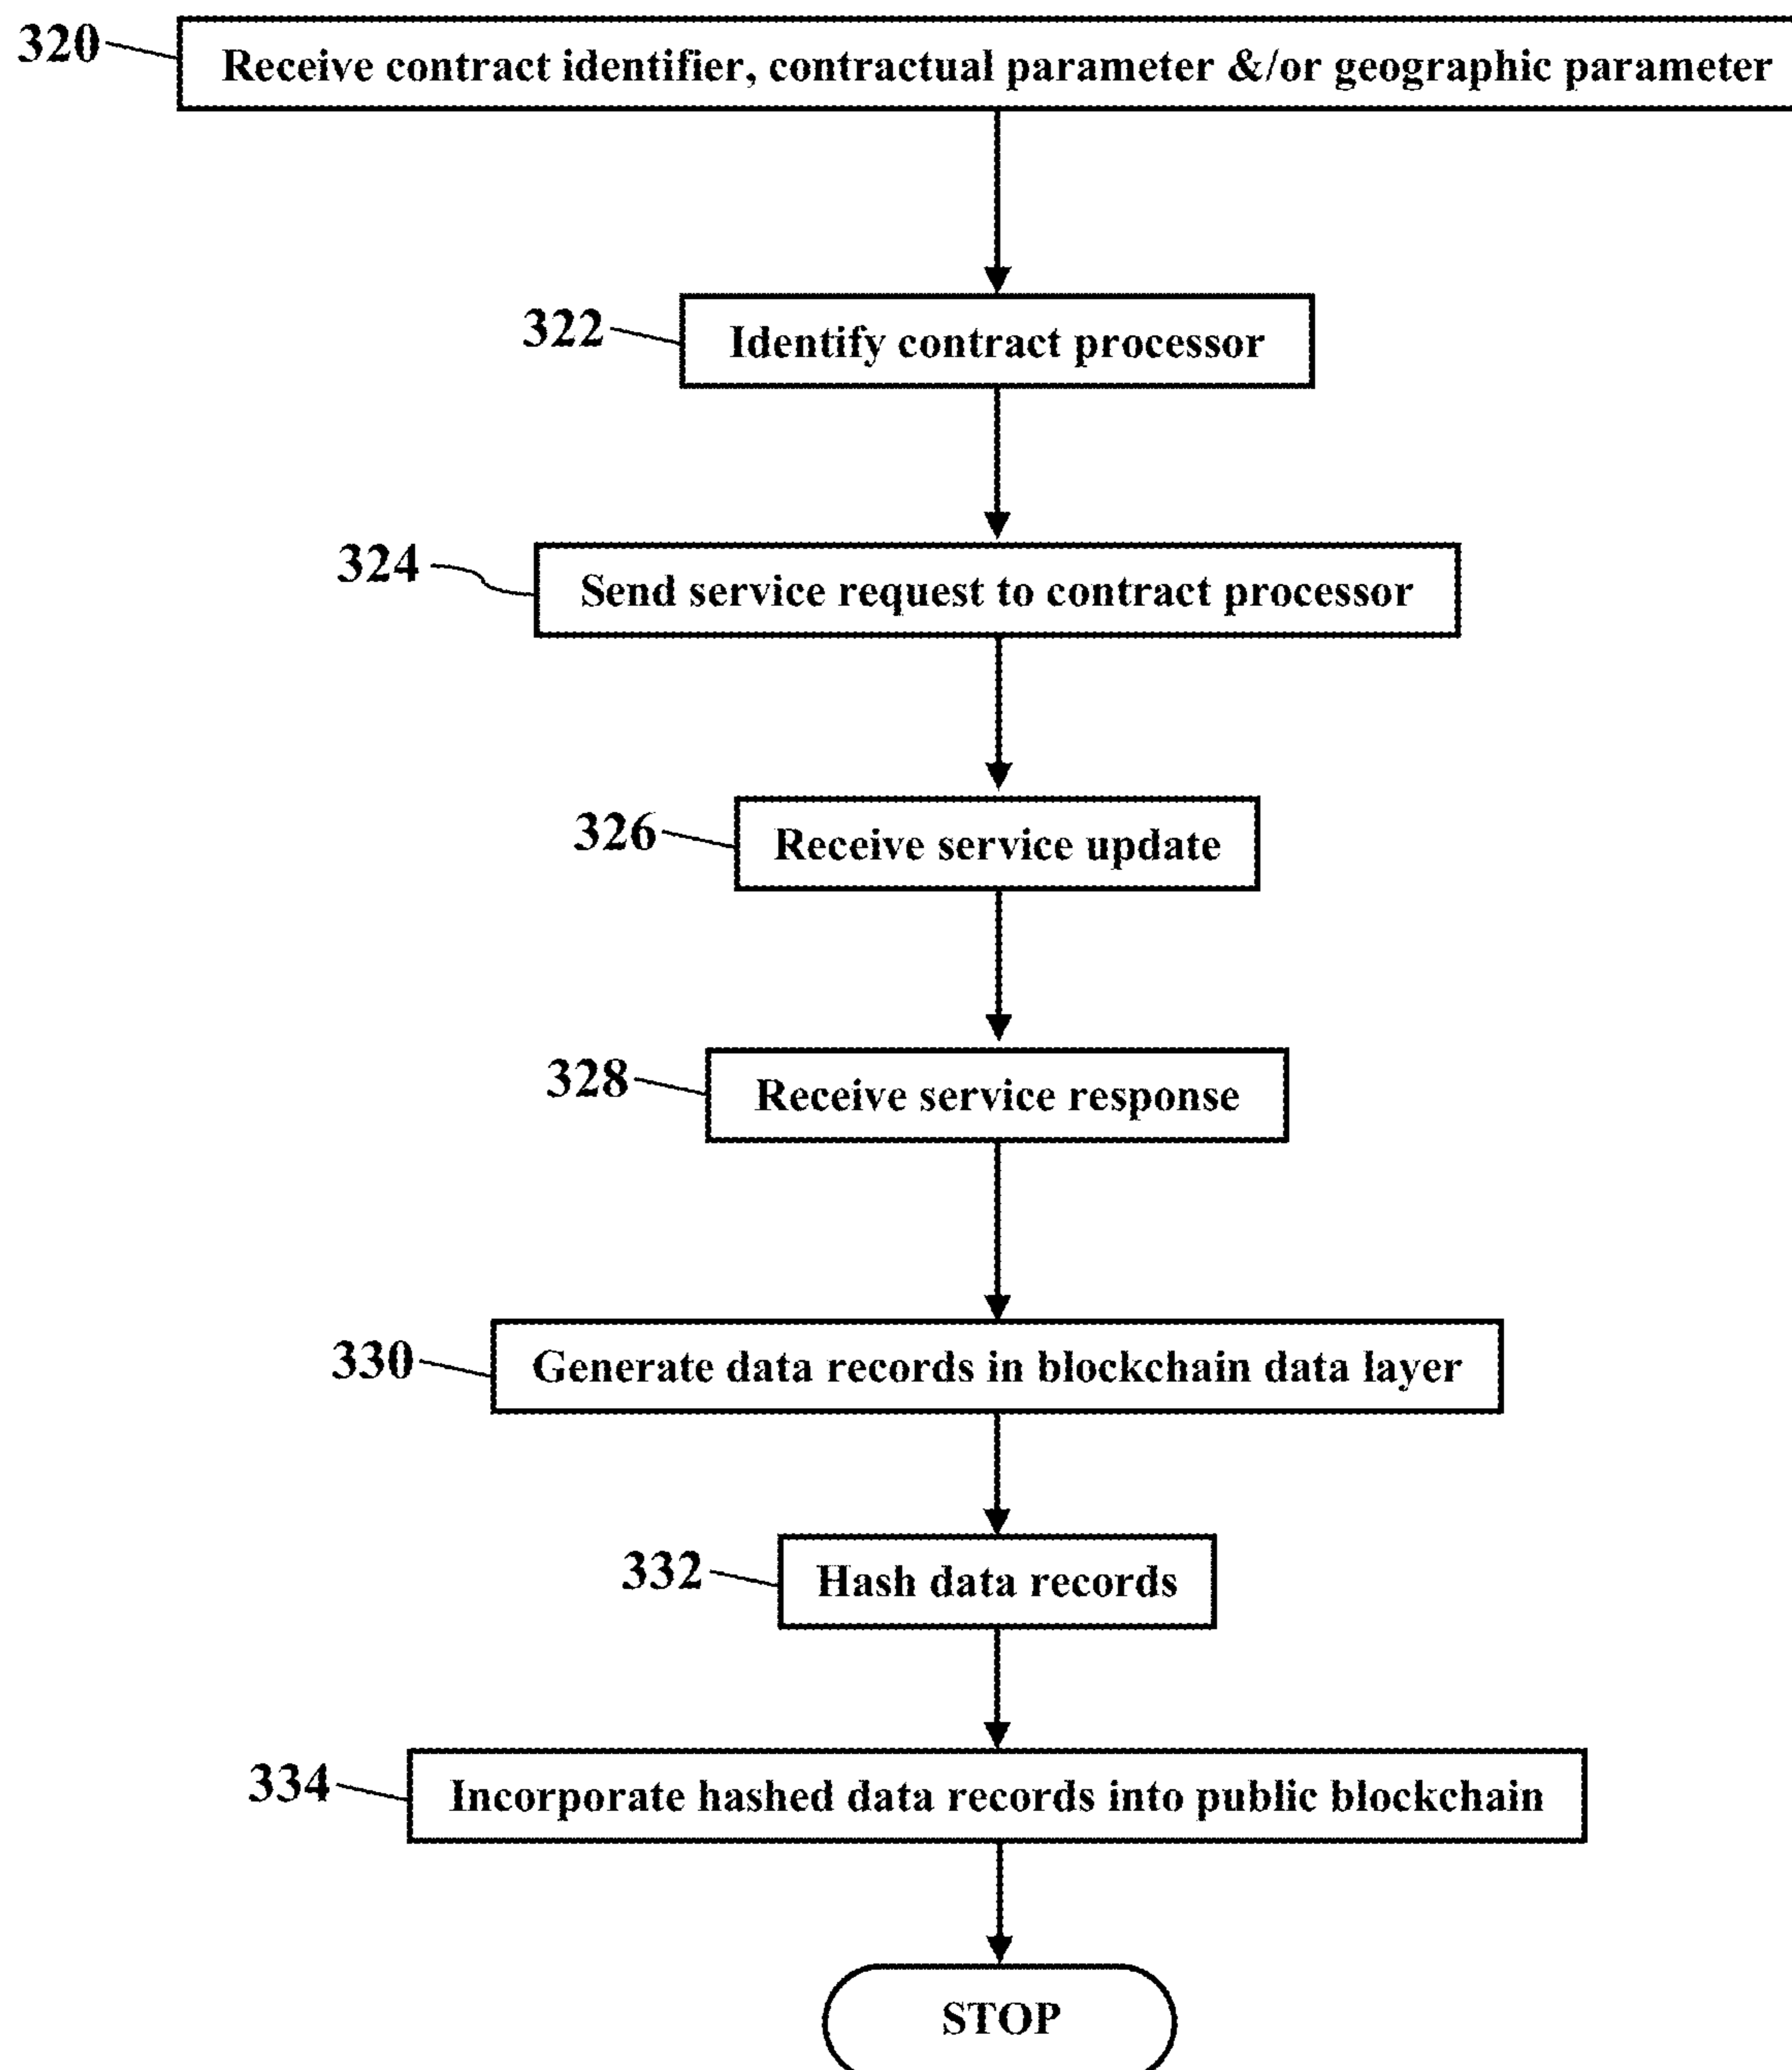 320 Receive contract identifier, contractual parameter &/or geographic parameter
322 Identify contract processor
324 Send service request to contract processor
326 Receive service update
328 Receive service response
330 Generate data records in blockchain data layer
332 Hash data records
334 Incorporate hashed data records into public blockchain
STOP